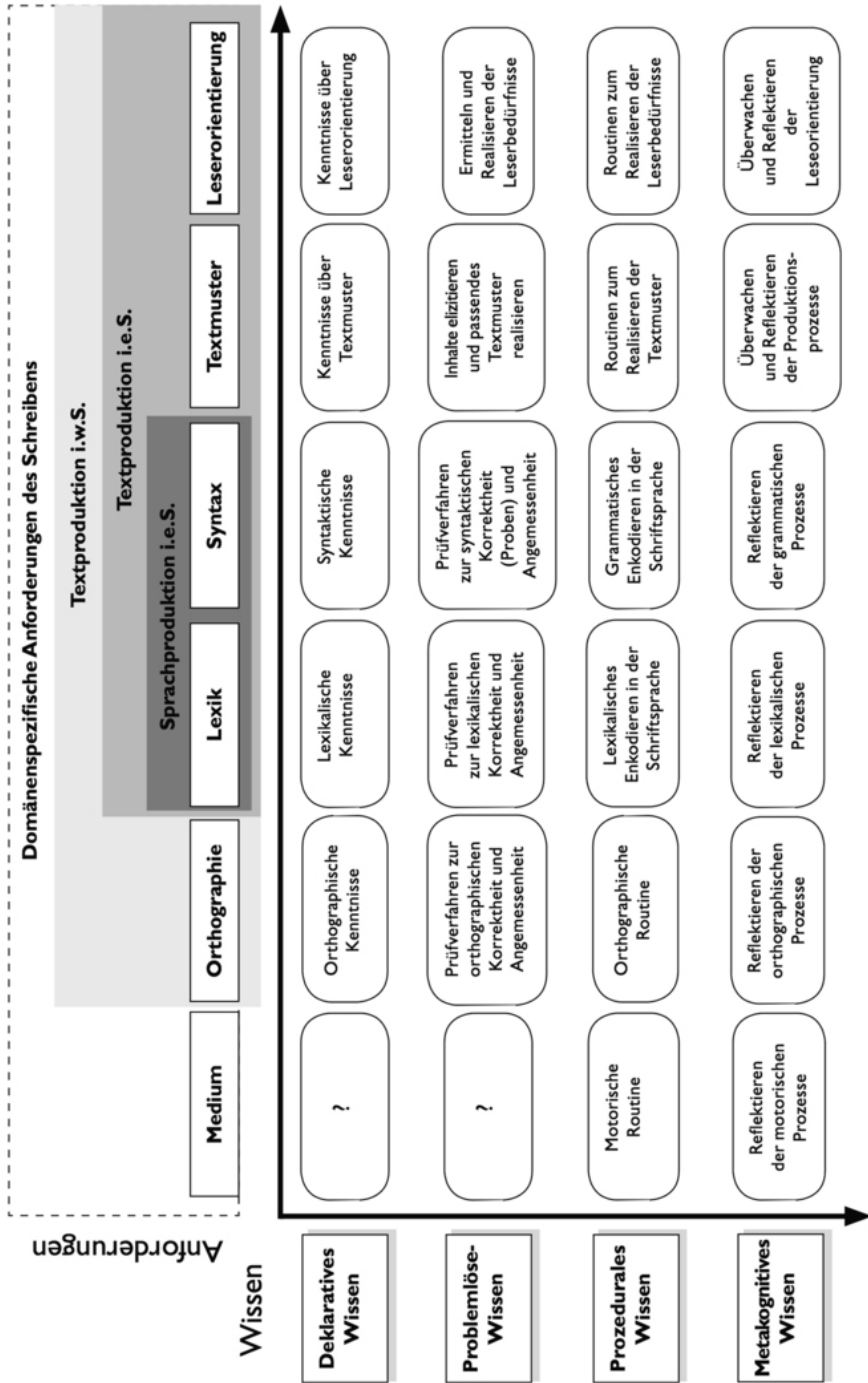 Domänenspezifische Anforderungen des Schreibens
Textproduktion i.w.S.
Textproduktion i.e.S.
Sprachproduktion i.e.S.
Anforderungen
Medium
Orthographie
Lexik
Syntax
Textmuster
Leserorientierung
Wissen
Deklaratives
Wissen
?
Orthographische
Kenntnisse
Lexikalische
Kenntnisse
Syntaktische
Kenntnisse
Kenntnisse über
Textmuster
Kenntnisse über
Leserorientierung
Problemlöse-
Wissen
?
Prüfverfahren zur
orthographischen
Korrektheit und
Angemessenheit
Prüfverfahren
zur lexikalischen
Korrektheit und
Angemessenheit
Prüfverfahren
zur syntaktischen
Korrektheit
(Proben) und
Angemessenheit
Inhalte elizitieren
und passendes
Textmuster
realisieren
Ermitteln und
Realisieren der
Leserbedürfnisse
Prozedurales
Wissen
Motorische
Routine
Orthographische
Routine
Lexikalisches
Enkodieren in der
Schriftsprache
Grammatisches
Enkodieren in der
Schriftsprache
Routinen zum
Realisieren der
Textmuster
Routinen zum
Realisieren der
Leserbedürfnisse
Metakognitives
Wissen
Reflektieren
der motorischen
Prozesse
Reflektieren der
orthographischen
Prozesse
Reflektieren
der lexikalischen
Prozesse
Reflektieren
der grammatischen
Prozesse
Überwachen
und Reflektieren
der Produktions-
prozesse
Überwachen
und Reflektieren
der
Leseorientierung